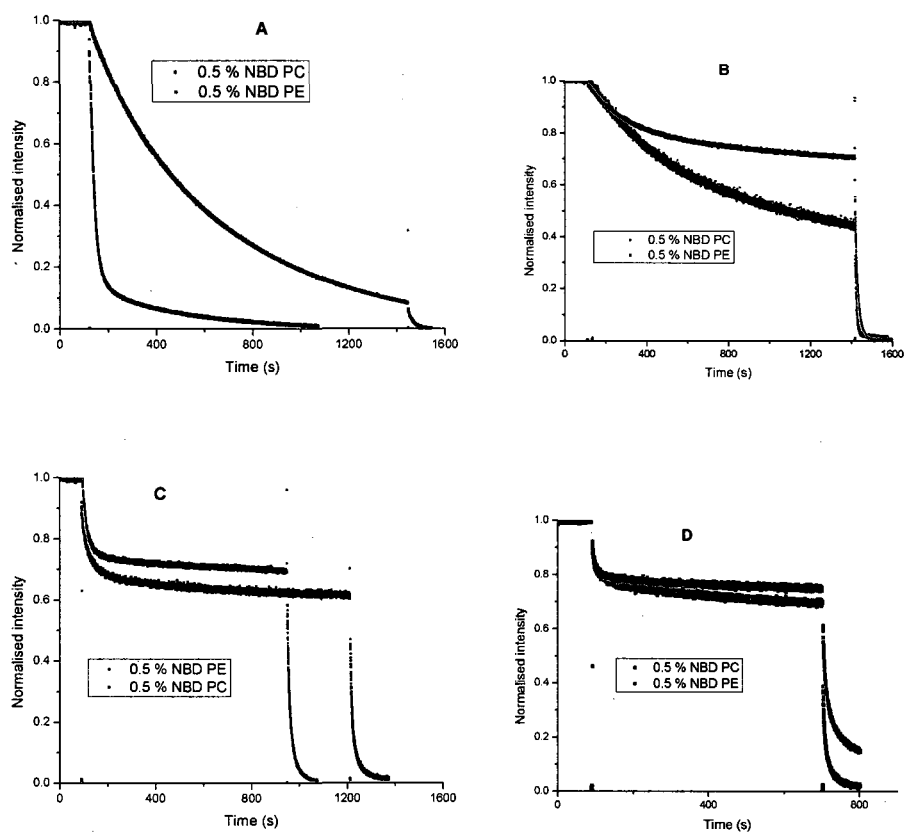 A
1.0
0.8
0.6
0.4
0.2
0.0
Normalised intensity
0.5 % NBD PC
0.5 % NBD PE
0 400 800 1200 1600
Time (s)
B
1.0
0.8
0.6
0.4
0.2
0.0
Normalised intensity
0.5 % NBD PC
0.5 % NBD PE
0 400 800 1200 1600
Time (s)
C
1.0
0.8
0.6
0.4
0.2
0.0
Normalised intensity
0.5 % NBD PE
0.5 % NBD PC
0 400 800 1200 1600
Time (s)
D
1.0
0.8
0.6
0.4
0.2
0.0
Normalised intensity
0.5 % NBD PC
0.5 % NBD PE
0 400 800
Time (s)